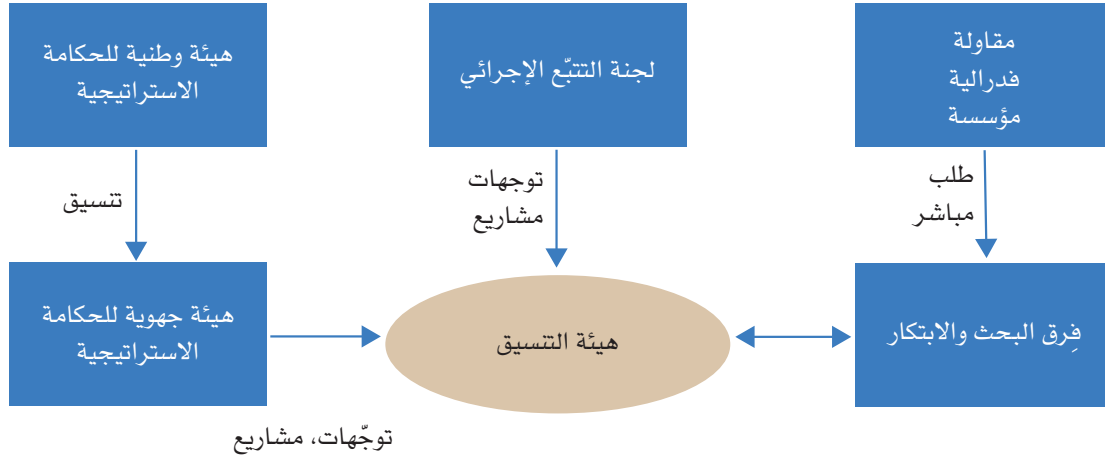 مقاولة
فدرالية
مؤسسة
لجنة التتبّع الإجرائي
هيئة وطنية للحكامة
الاستراتيجية
طلب
مباشر
توجهات
مشاريع
تنسيق
فِرق البحث والابتكار
هيئة التنسيق
هيئة جهوية للحكامة
الاستراتيجية
توجّهات، مشاريع